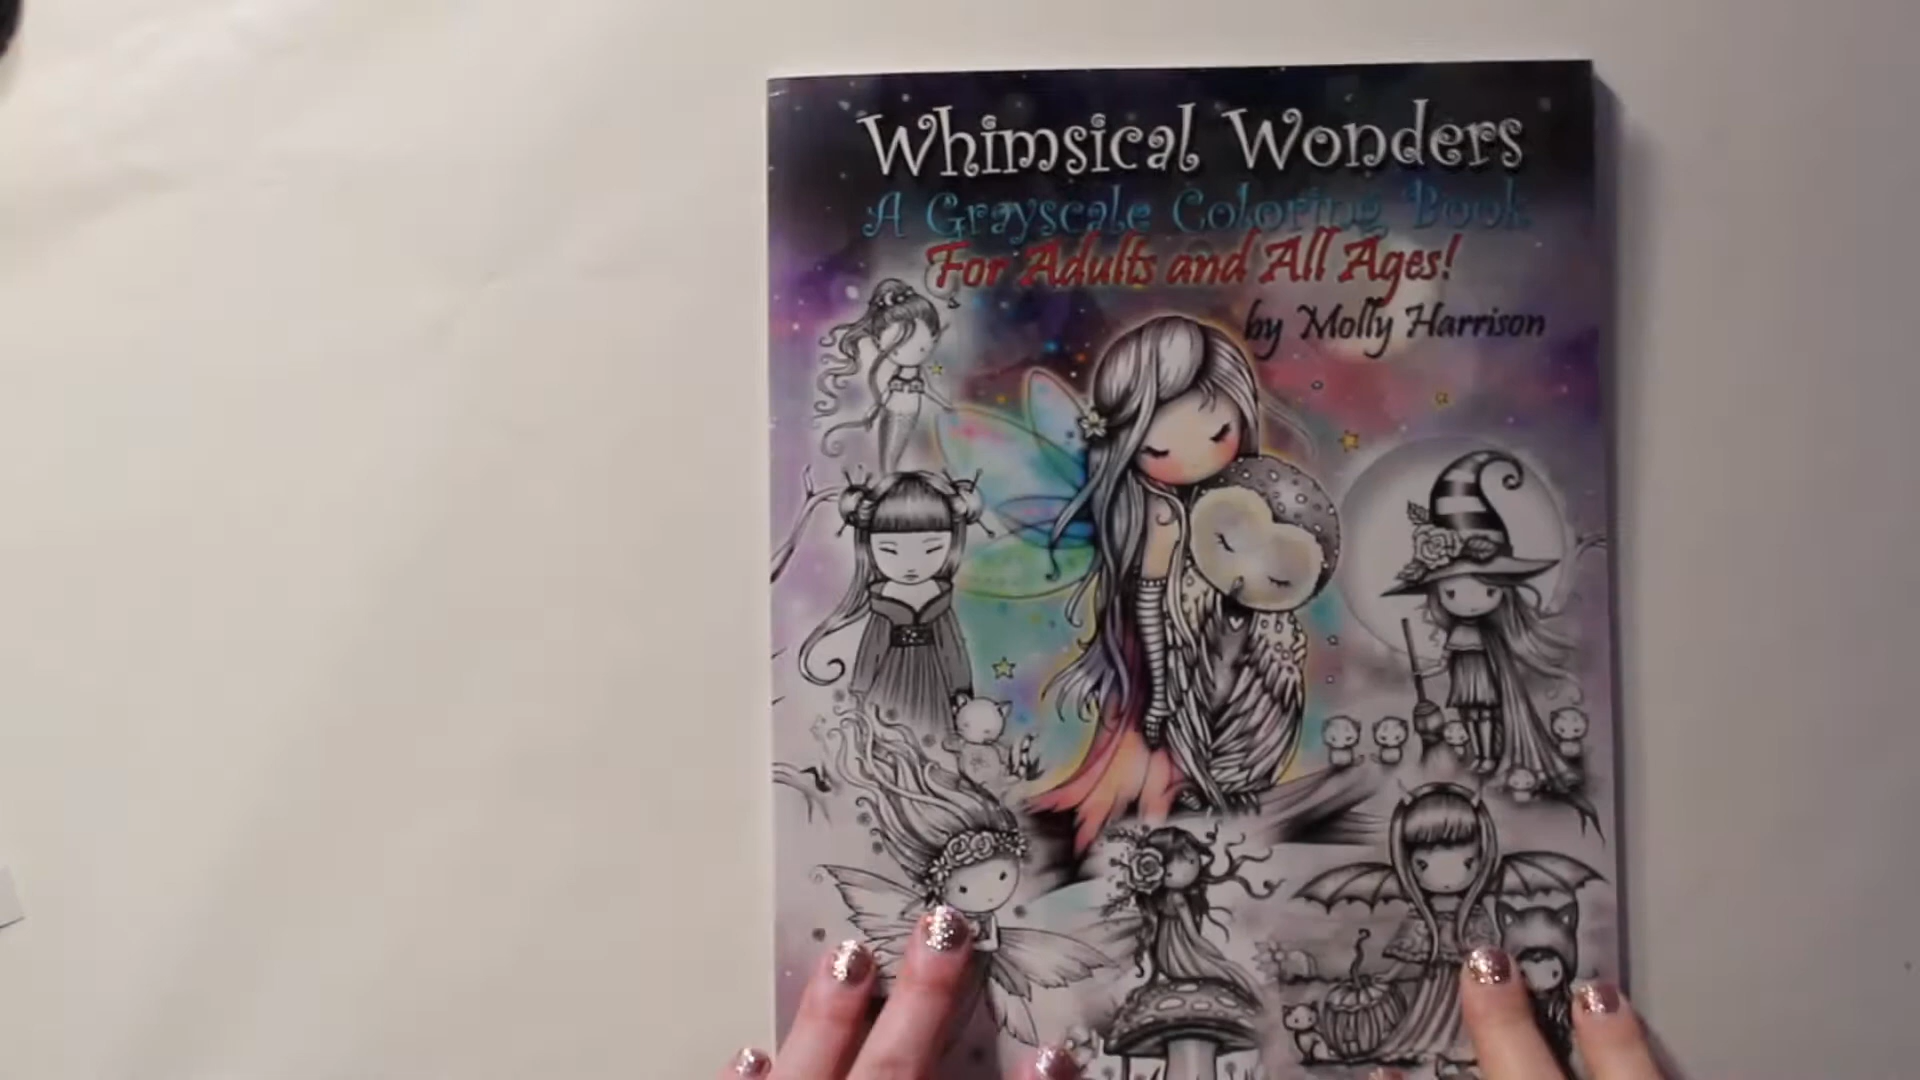 Whimsical Wonders
A Grayscale Coloring Book
For Adults and All Ages!
by Molly Harrison